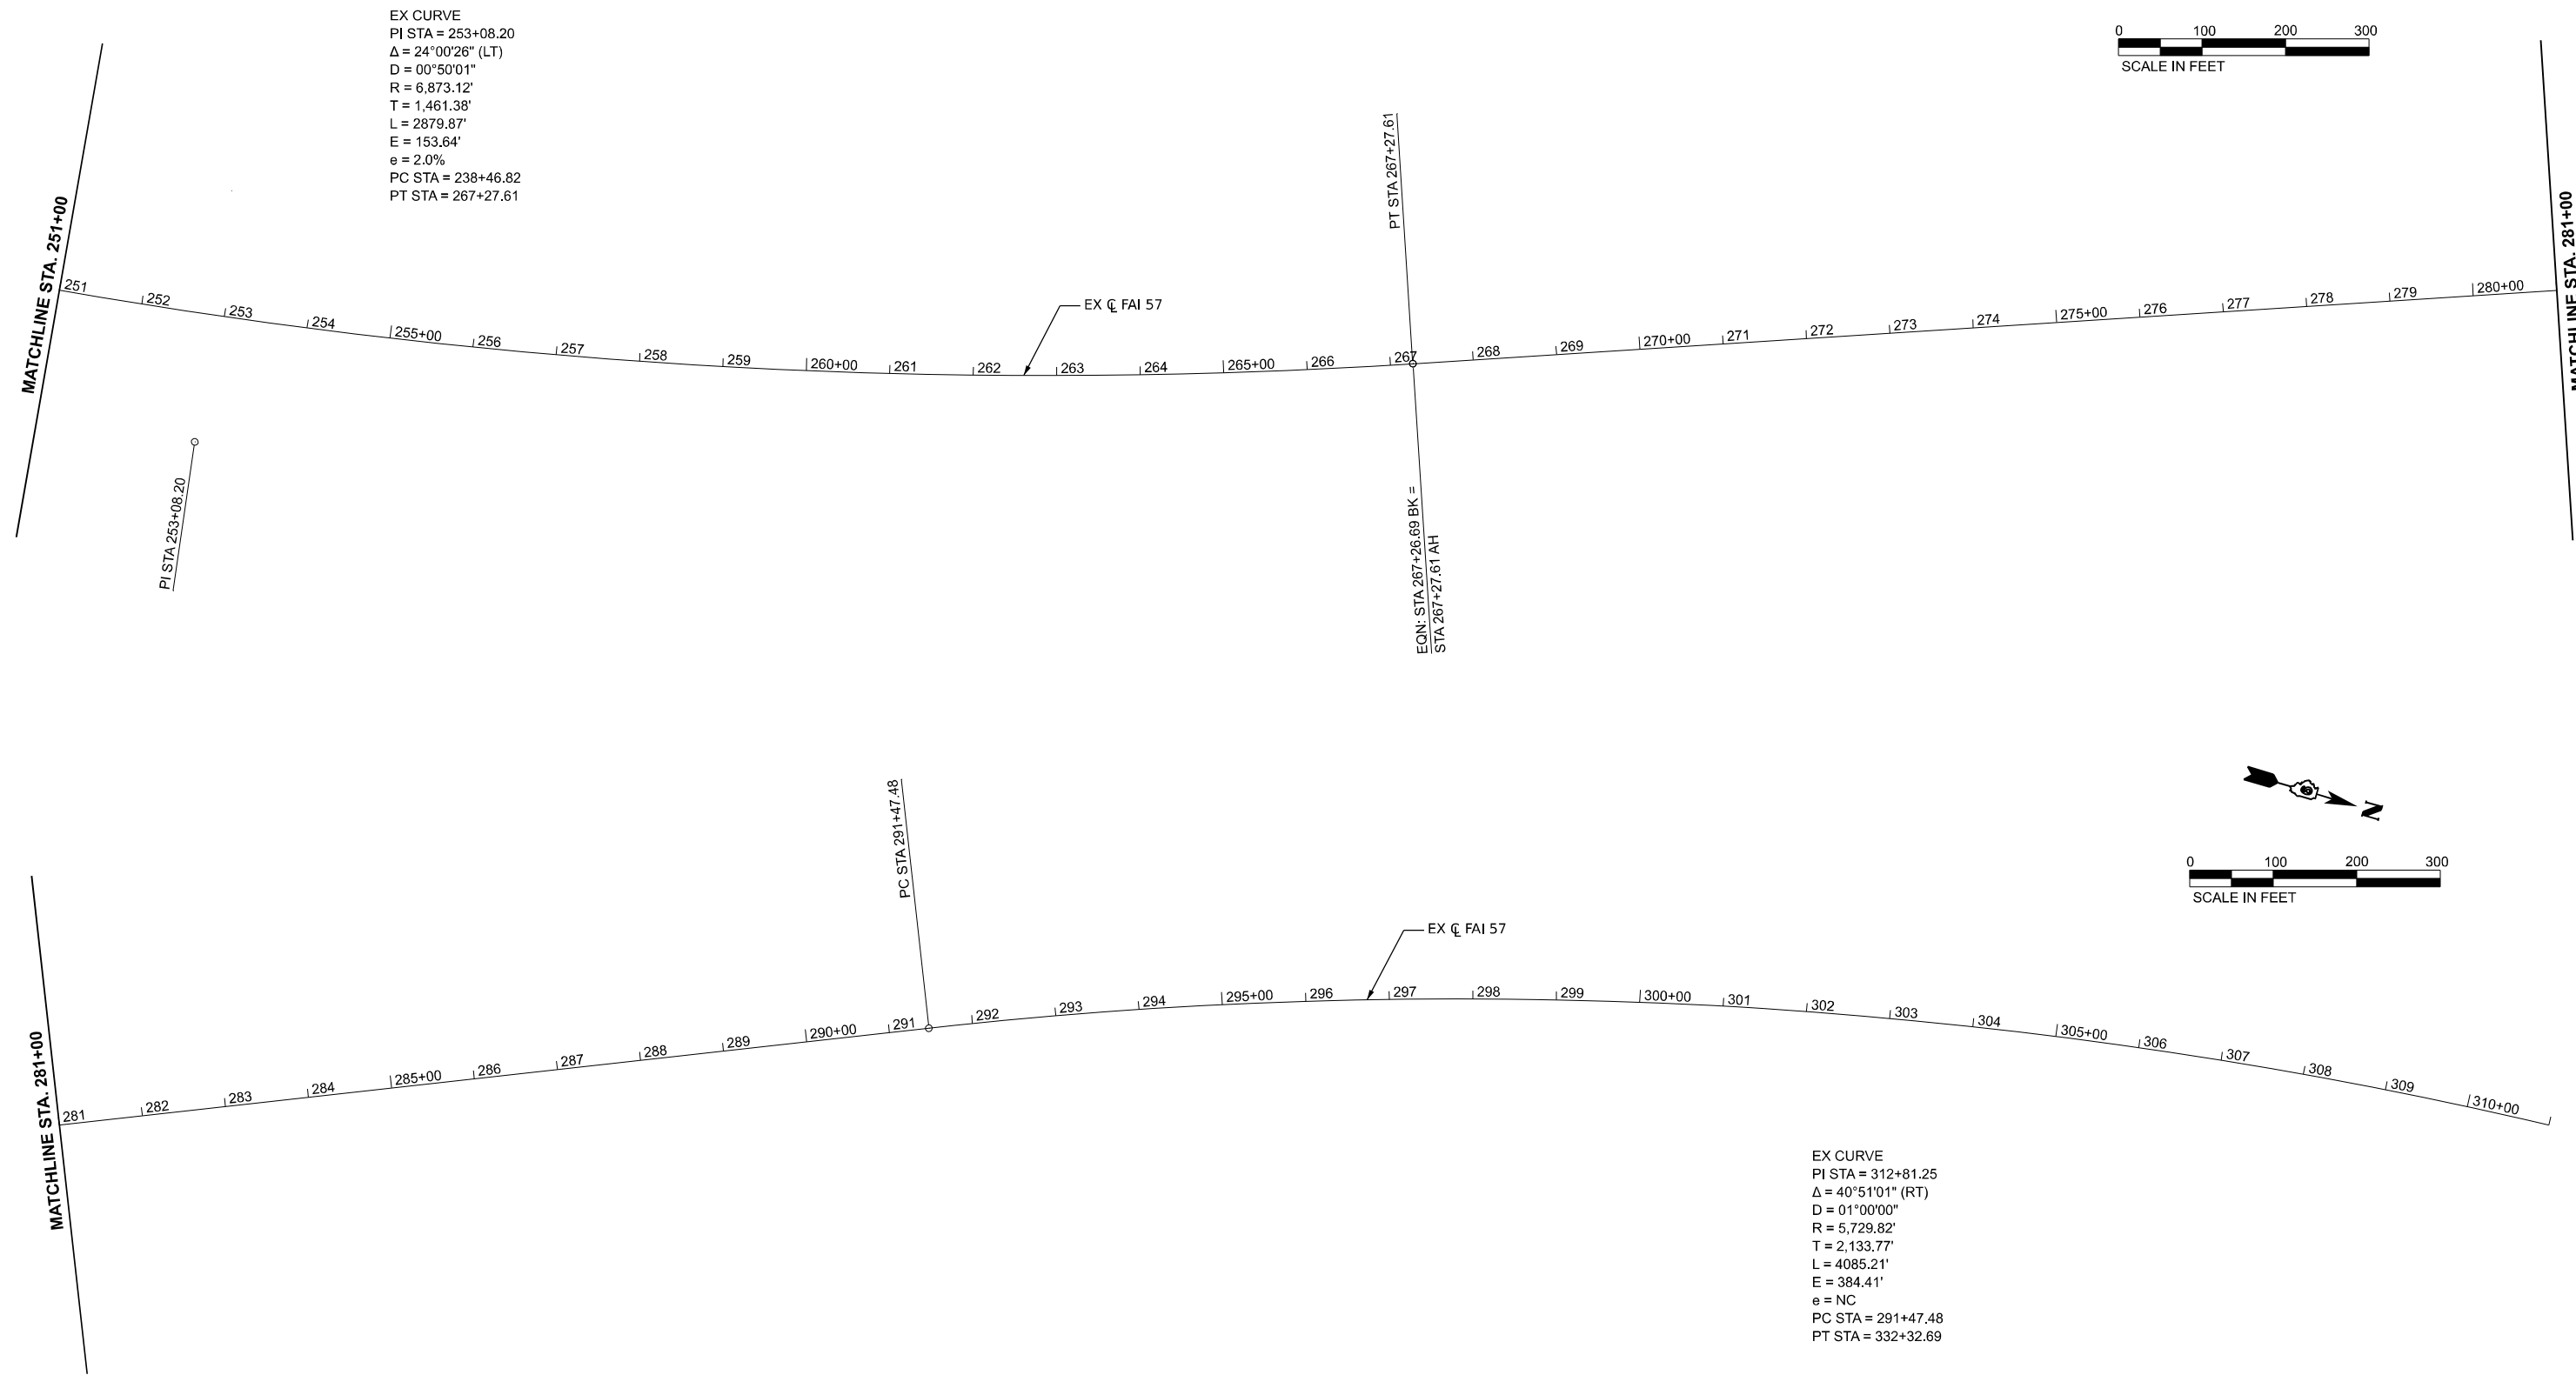 EX CURVE
PI STA = 253+08.20
Δ = 24°00'26" (LT)
D = 00°50'01"
R = 6,873.12'
T = 1,461.38'
L = 2879.87'
E = 153.64'
e = 2.0%
PC STA = 238+46.82
PT STA = 267+27.61
0 100 200 300
SCALE IN FEET
MATCHLINE STA. 251+00
PT STA 267+27.61
MATCHLINE STA. 281+00
251 252 253 254 255+00 256 257 258 259 260+00 261 262 263 264 265+00 266 267 268 269 270+00 271 272 273 274 275+00 276 277 278 279 280+00
EX ℄ FAI 57
PI STA 253+08.20
EQN: STA 267+26.69 BK =
STA 267+27.61 AH
PC STA 291+47.48
N
0 100 200 300
SCALE IN FEET
EX ℄ FAI 57
MATCHLINE STA. 281+00
281 282 283 284 285+00 286 287 288 289 290+00 291 292 293 294 295+00 296 297 298 299 300+00 301 302 303 304 305+00 306 307 308 309 310+00
EX CURVE
PI STA = 312+81.25
Δ = 40°51'01" (RT)
D = 01°00'00"
R = 5,729.82'
T = 2,133.77'
L = 4085.21'
E = 384.41'
e = NC
PC STA = 291+47.48
PT STA = 332+32.69